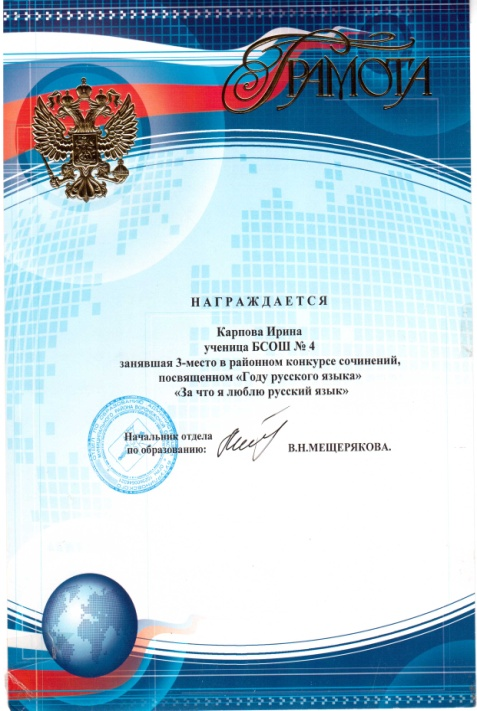 Грамота
НАГРАЖДАЕТСЯ
Карпова Ирина
ученица БСОШ № 4
занявшая 3-место в районном конкурсе сочинений,
посвященном «Году русского языка»
«За что я люблю русский язык»
Начальник отдела
по образованию:
В.Н.МЕЩЕРЯКОВА.